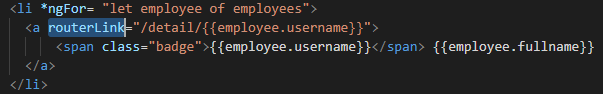 <li *ngFor= "let employee of employees">
<a routerLink="/detail/{{employee.username}}">
<span class="badge">{{employee.username}}</span> {{employee.fullname}}
</a>
</li>